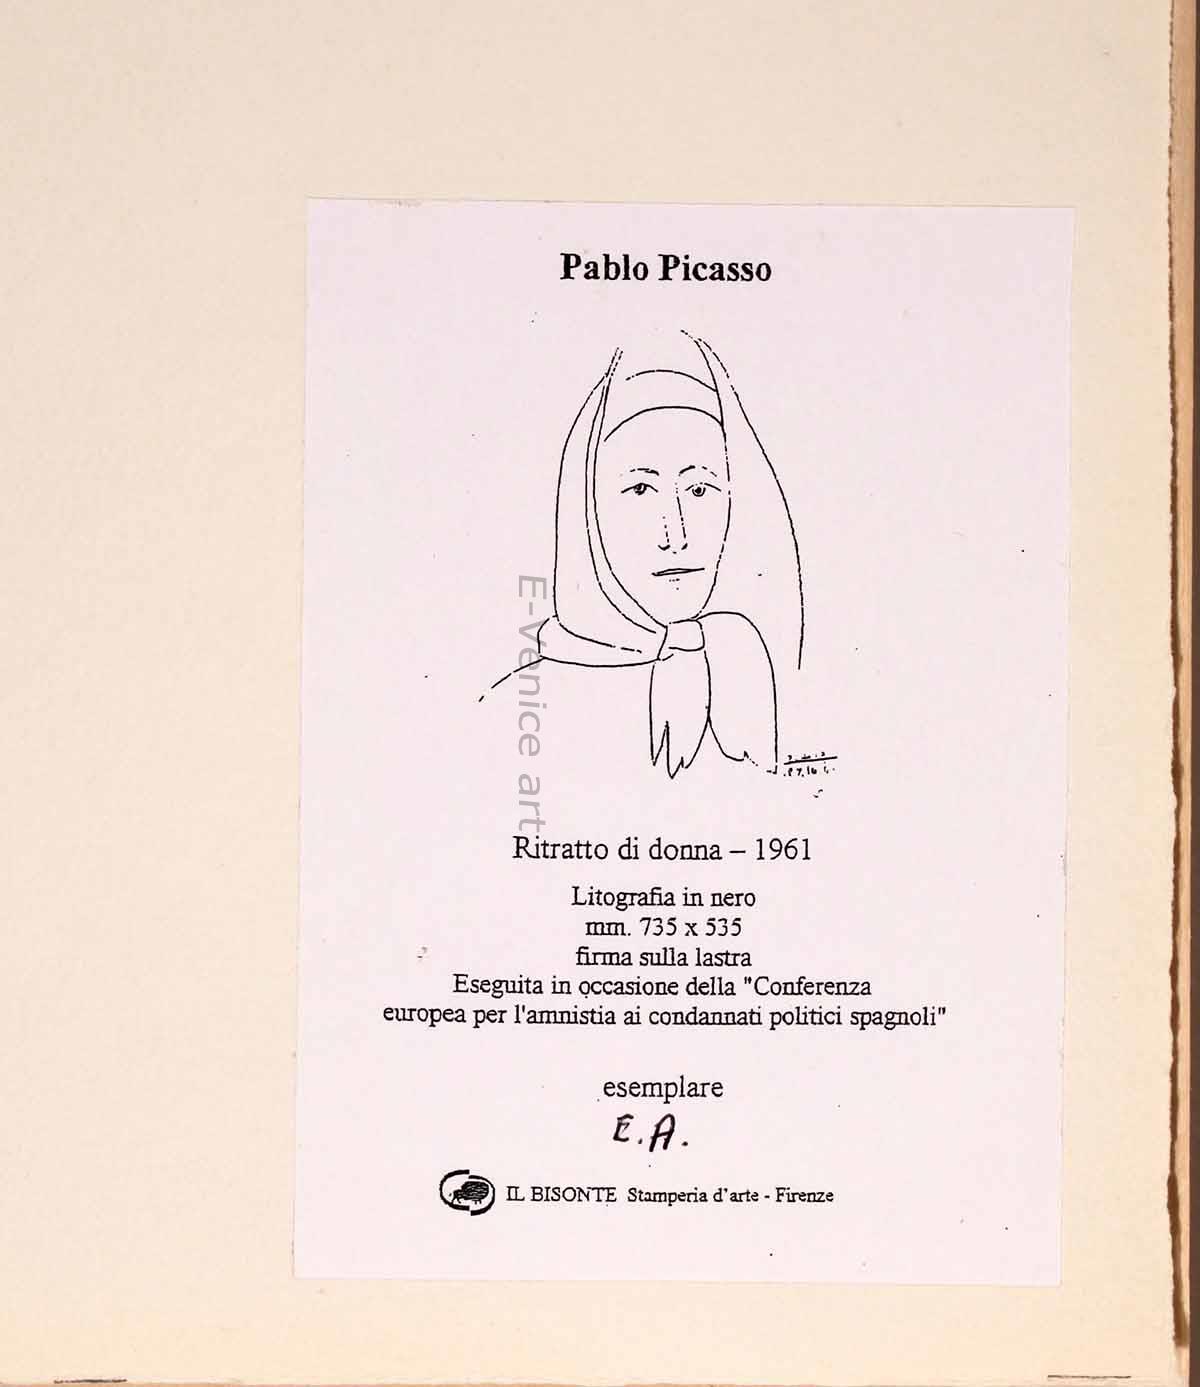 Pablo Picasso
E-Venice art
Ritratto di donna – 1961
Litografia in nero
mm. 735 x 535
firma sulla lastra
Eseguita in occasione della "Conferenza
europea per l'amnistia ai condannati politici spagnoli"
esemplare
E.A.
IL BISONTE Stamperia d'arte - Firenze